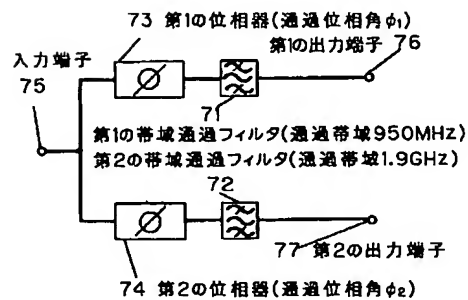 73 第1の位相器(通過位相角φ1)
第1の出力端子 76
入力端子
75
71
第1の帯域通過フィルタ(通過帯域950MHz)
第2の帯域通過フィルタ(通過帯域1.9GHz)
72
77 第2の出力端子
74 第2の位相器(通過位相角φ2)